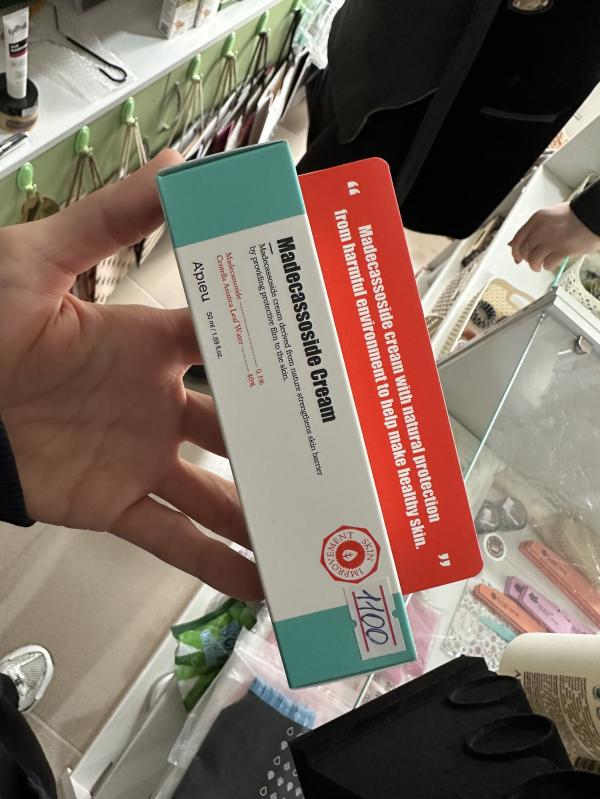 “
Madecassoside cream with natural protection
from harmful environment to help make healthy skin.
”
Madecassoside Cream
Madecassoside cream derived from nature strengthens skin barrier
by providing protective film to the skin.
Madecassoside ........................ 0.1%
Centella Asiatica Leaf Water ........ 40%
A'pieu
50 ml / 1.69 fl. oz.
SKIN
IMPROVEMENT
1100